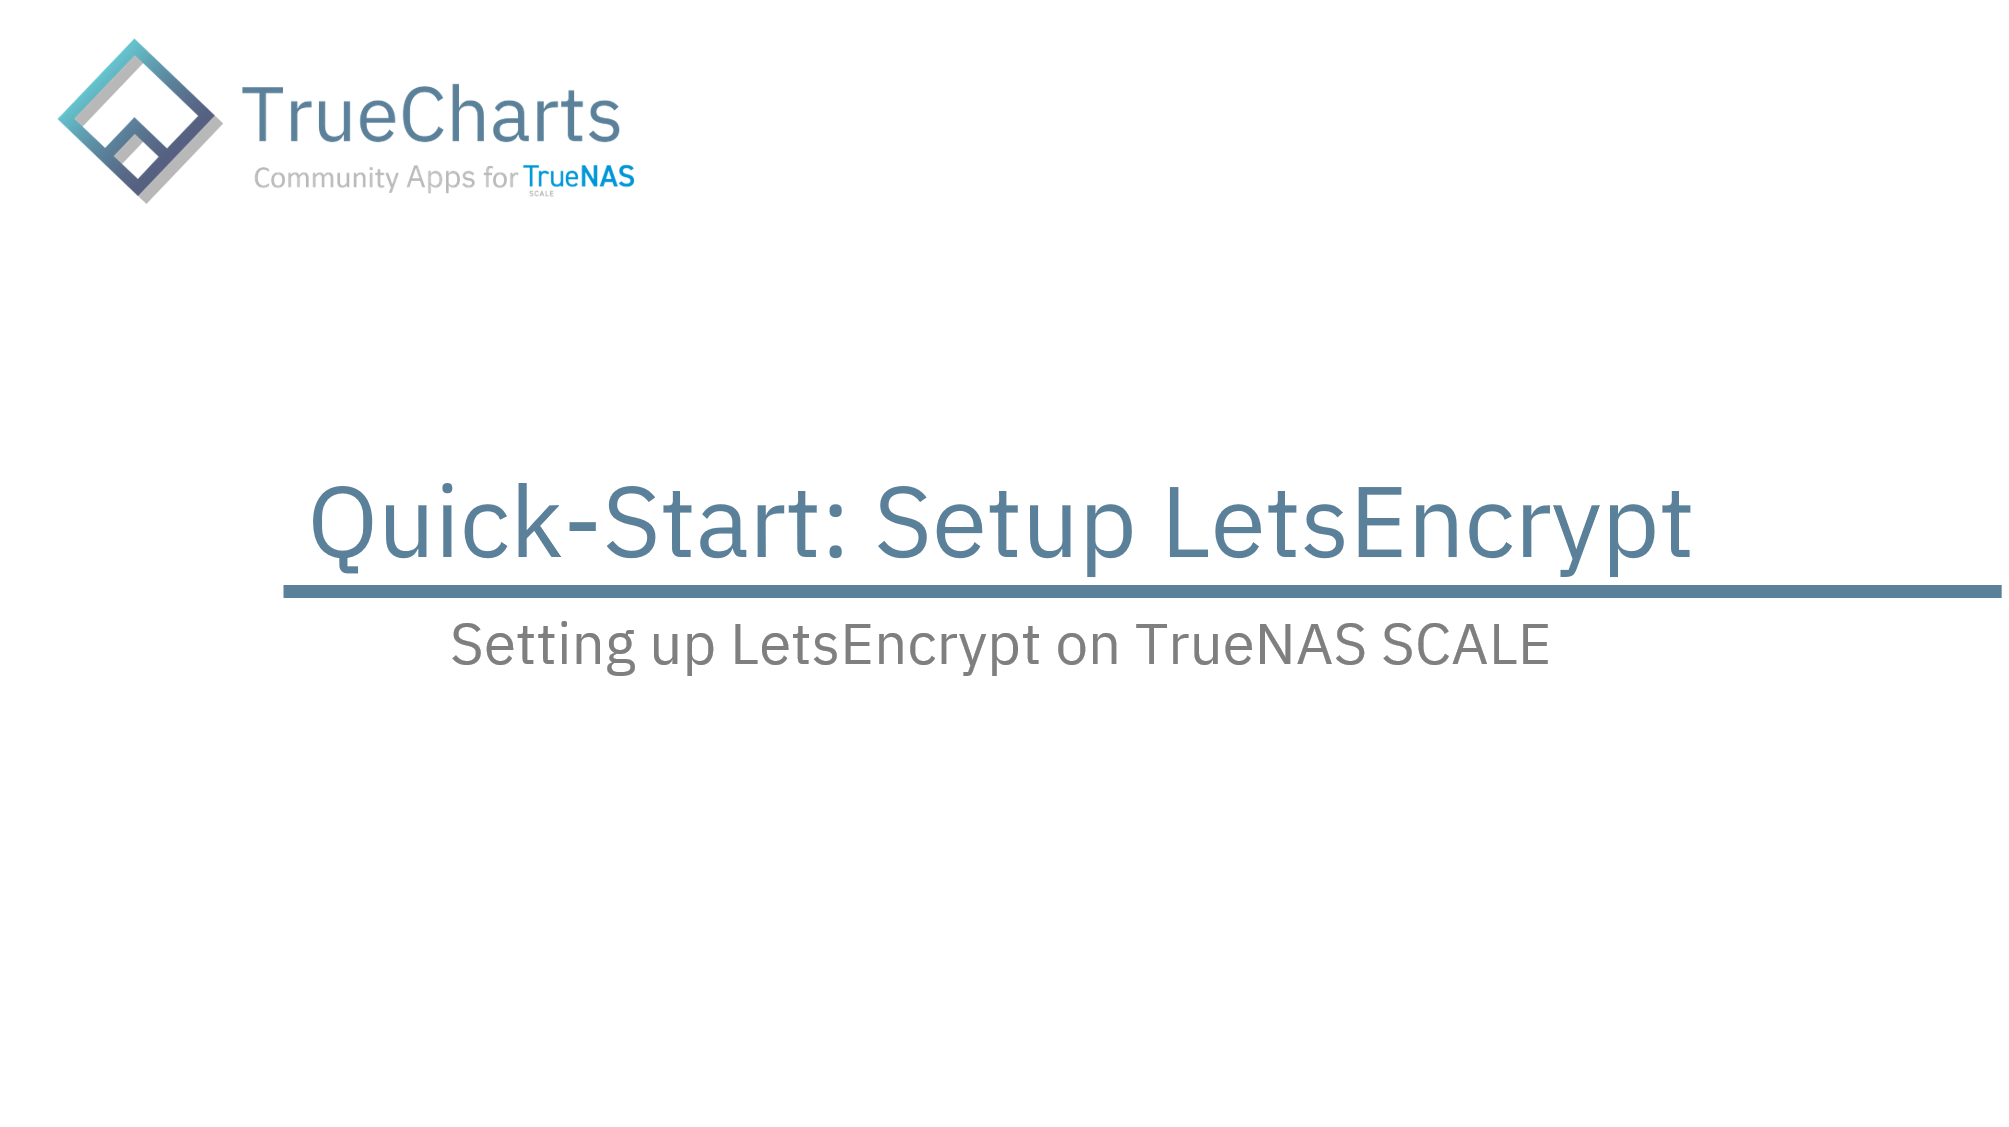 TrueCharts
Community Apps for TrueNAS
SCALE
Quick-Start: Setup LetsEncrypt
Setting up LetsEncrypt on TrueNAS SCALE